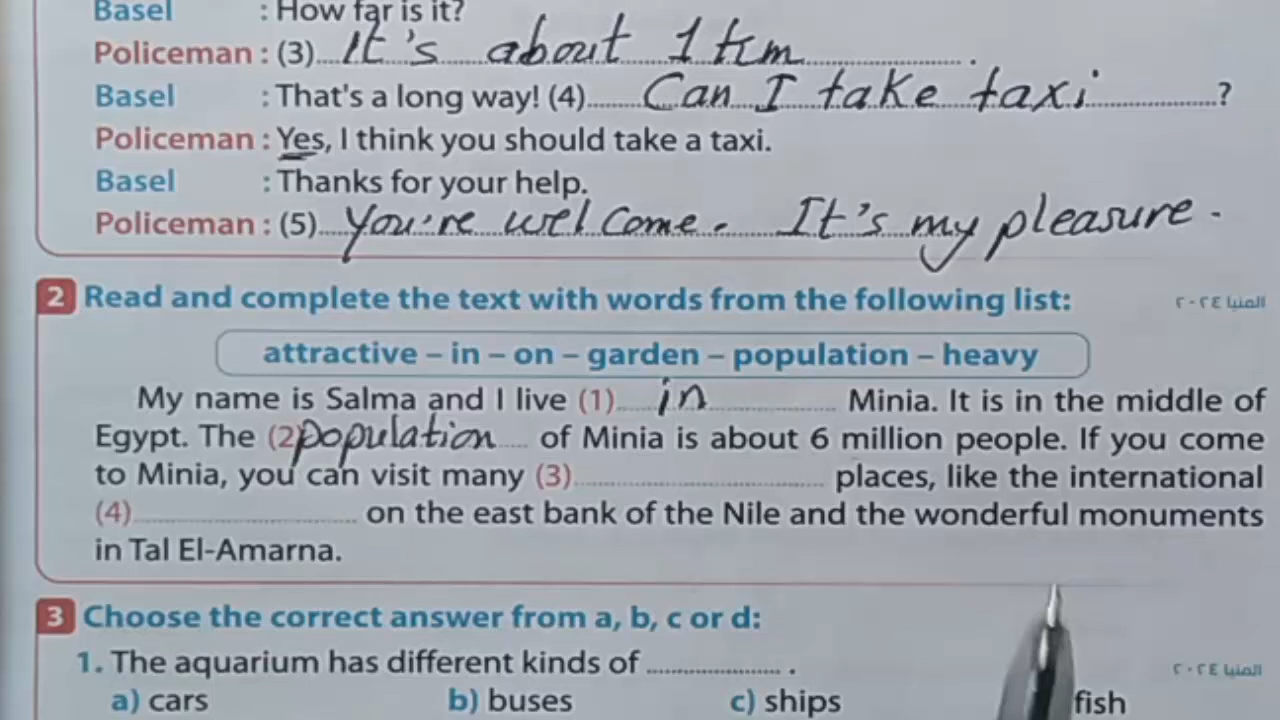 Basel : How far is it?
Policeman : (3) It's about 1 km .
Basel : That's a long way! (4) Can I take taxi ?
Policeman : Yes, I think you should take a taxi.
Basel : Thanks for your help.
Policeman : (5) You're welcome. It's my pleasure.
2 Read and complete the text with words from the following list: المنيا ٢٠٢٤
attractive – in – on – garden – population – heavy
My name is Salma and I live (1) in Minia. It is in the middle of
Egypt. The (2) population of Minia is about 6 million people. If you come
to Minia, you can visit many (3) ........ places, like the international
(4) ........ on the east bank of the Nile and the wonderful monuments
in Tal El-Amarna.
3 Choose the correct answer from a, b, c or d:
1. The aquarium has different kinds of ........ . المنيا ٢٠٢٤
a) cars b) buses c) ships fish